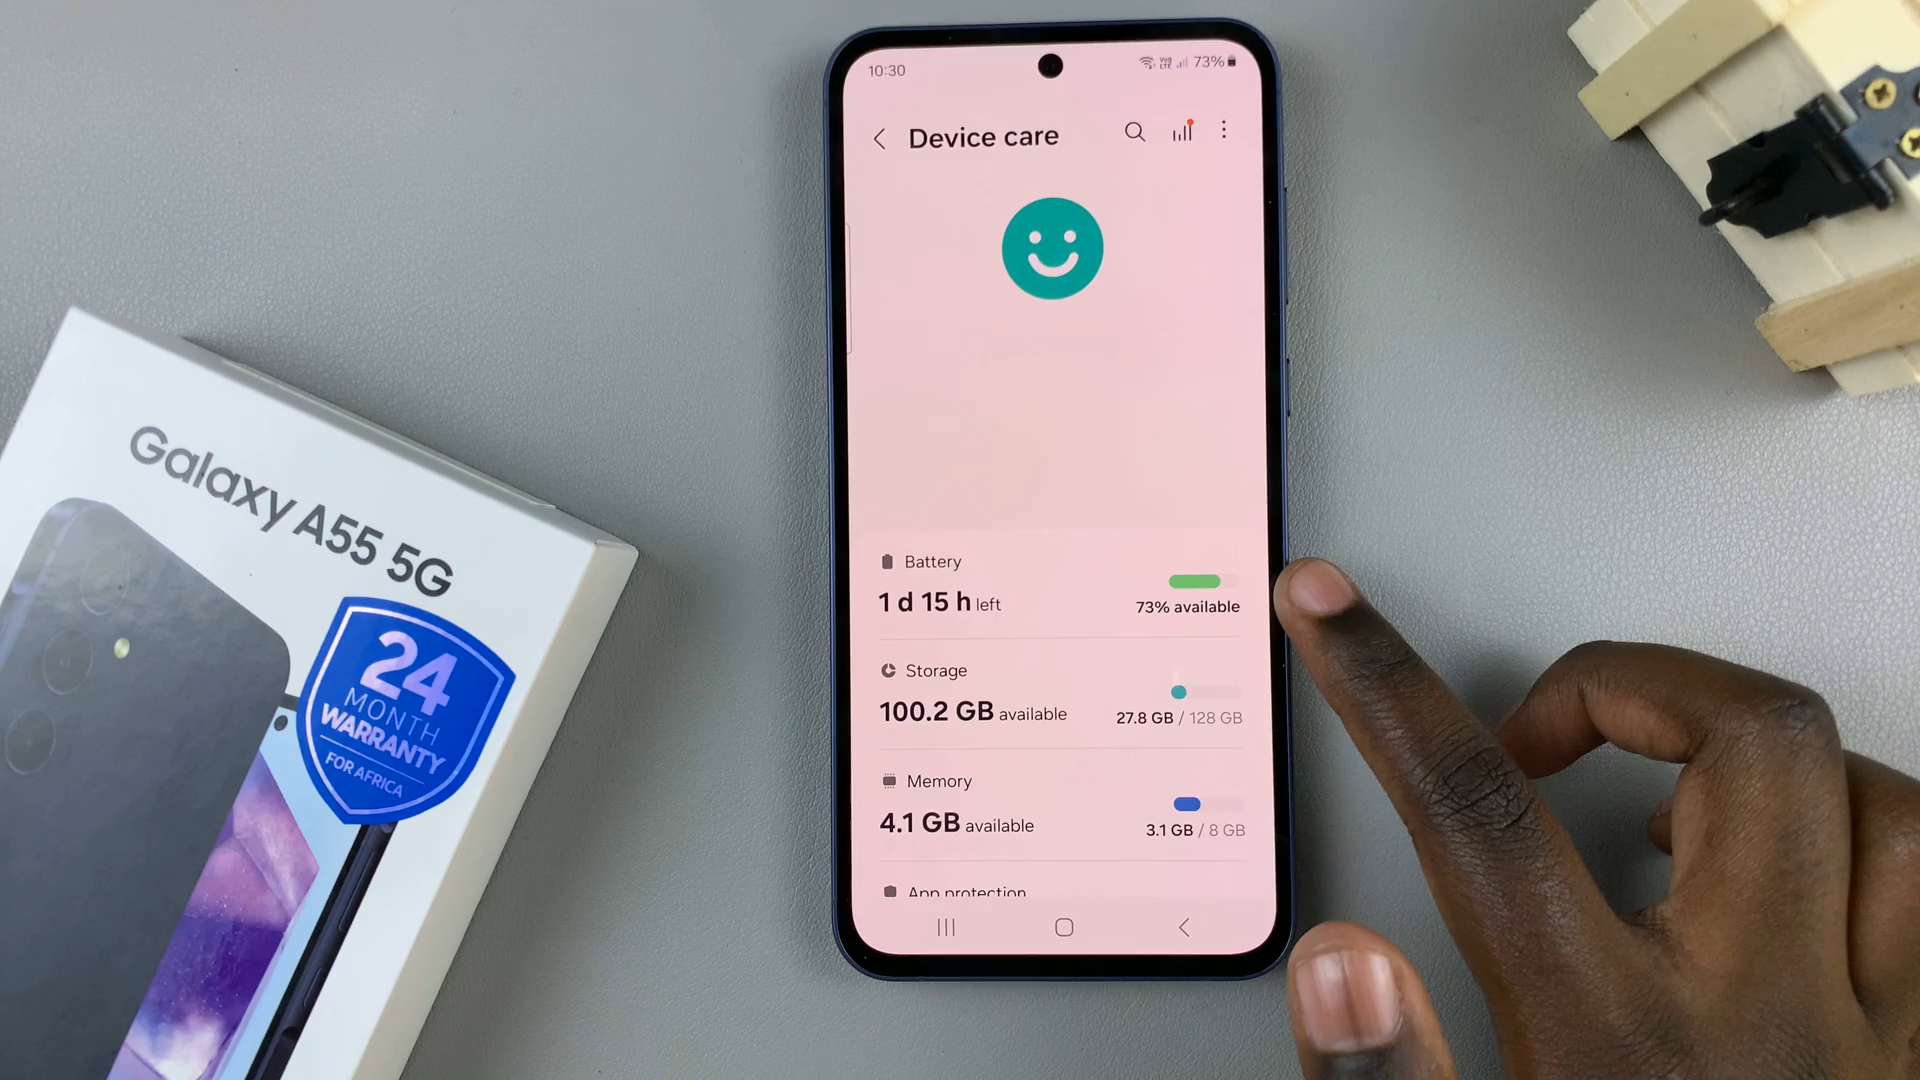 10:30
Vo)) LTE 73%
Device care
Battery
1 d 15 h left
73% available
Storage
100.2 GB available
27.8 GB / 128 GB
Memory
4.1 GB available
3.1 GB / 8 GB
App protection
Galaxy A55 5G
24
MONTH
WARRANTY
FOR AFRICA